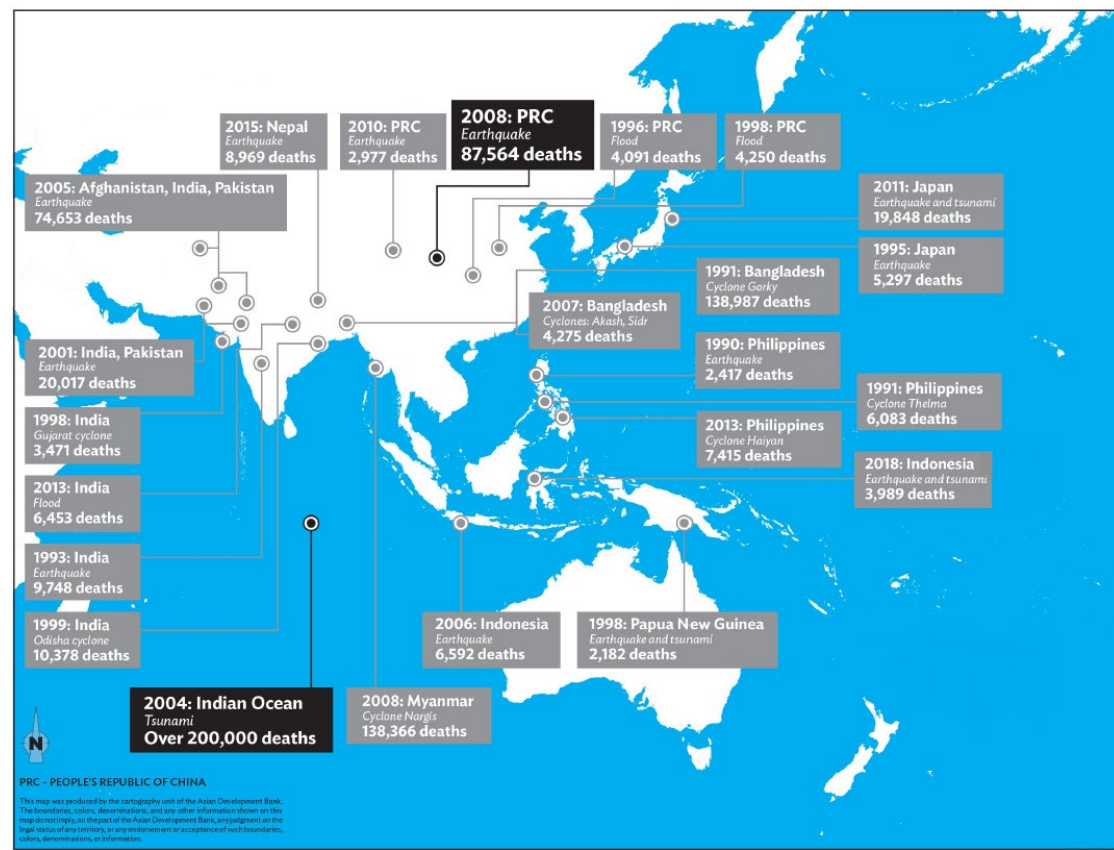 2015: Nepal
Earthquake
8,969 deaths
2010: PRC
Earthquake
2,977 deaths
2008: PRC
Earthquake
87,564 deaths
1996: PRC
Flood
4,091 deaths
1998: PRC
Flood
4,250 deaths
2005: Afghanistan, India, Pakistan
Earthquake
74,653 deaths
2011: Japan
Earthquake and tsunami
19,848 deaths
1995: Japan
Earthquake
5,297 deaths
1991: Bangladesh
Cyclone Gorky
138,987 deaths
2007: Bangladesh
Cyclones: Akash, Sidr
4,275 deaths
2001: India, Pakistan
Earthquake
20,017 deaths
1990: Philippines
Earthquake
2,417 deaths
1991: Philippines
Cyclone Thelma
6,083 deaths
1998: India
Gujarat cyclone
3,471 deaths
2013: Philippines
Cyclone Haiyan
7,415 deaths
2018: Indonesia
Earthquake and tsunami
3,989 deaths
2013: India
Flood
6,453 deaths
1993: India
Earthquake
9,748 deaths
1999: India
Odisha cyclone
10,378 deaths
2006: Indonesia
Earthquake
6,592 deaths
1998: Papua New Guinea
Earthquake and tsunami
2,182 deaths
2004: Indian Ocean
Tsunami
Over 200,000 deaths
2008: Myanmar
Cyclone Nargis
138,366 deaths
N
PRC - PEOPLE'S REPUBLIC OF CHINA
This map was produced by the cartography unit of the Asian Development Bank.
The boundaries, colors, denominations, and any other information shown on this
map do not imply, on the part of the Asian Development Bank, any judgment on the
legal status of any territory, or any endorsement or acceptance of such boundaries,
colors, denominations, or information.